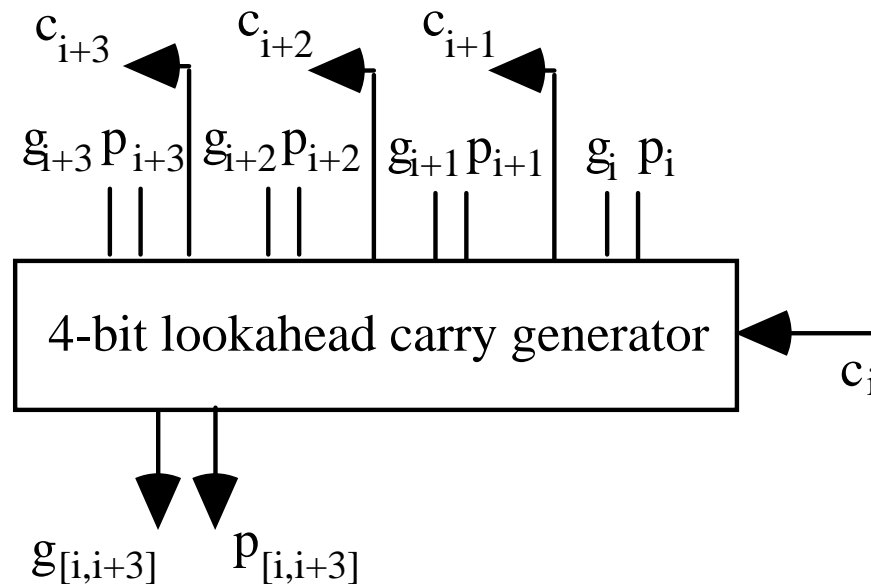 c_{i+3} c_{i+2} c_{i+1}
g_{i+3} p_{i+3} g_{i+2} p_{i+2} g_{i+1} p_{i+1} g_i p_i
4-bit lookahead carry generator
c_i
g_{[i,i+3]} p_{[i,i+3]}